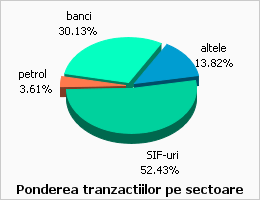 banci
30.13%
altele
13.82%
petrol
3.61%
SIF-uri
52.43%
Ponderea tranzactiilor pe sectoare